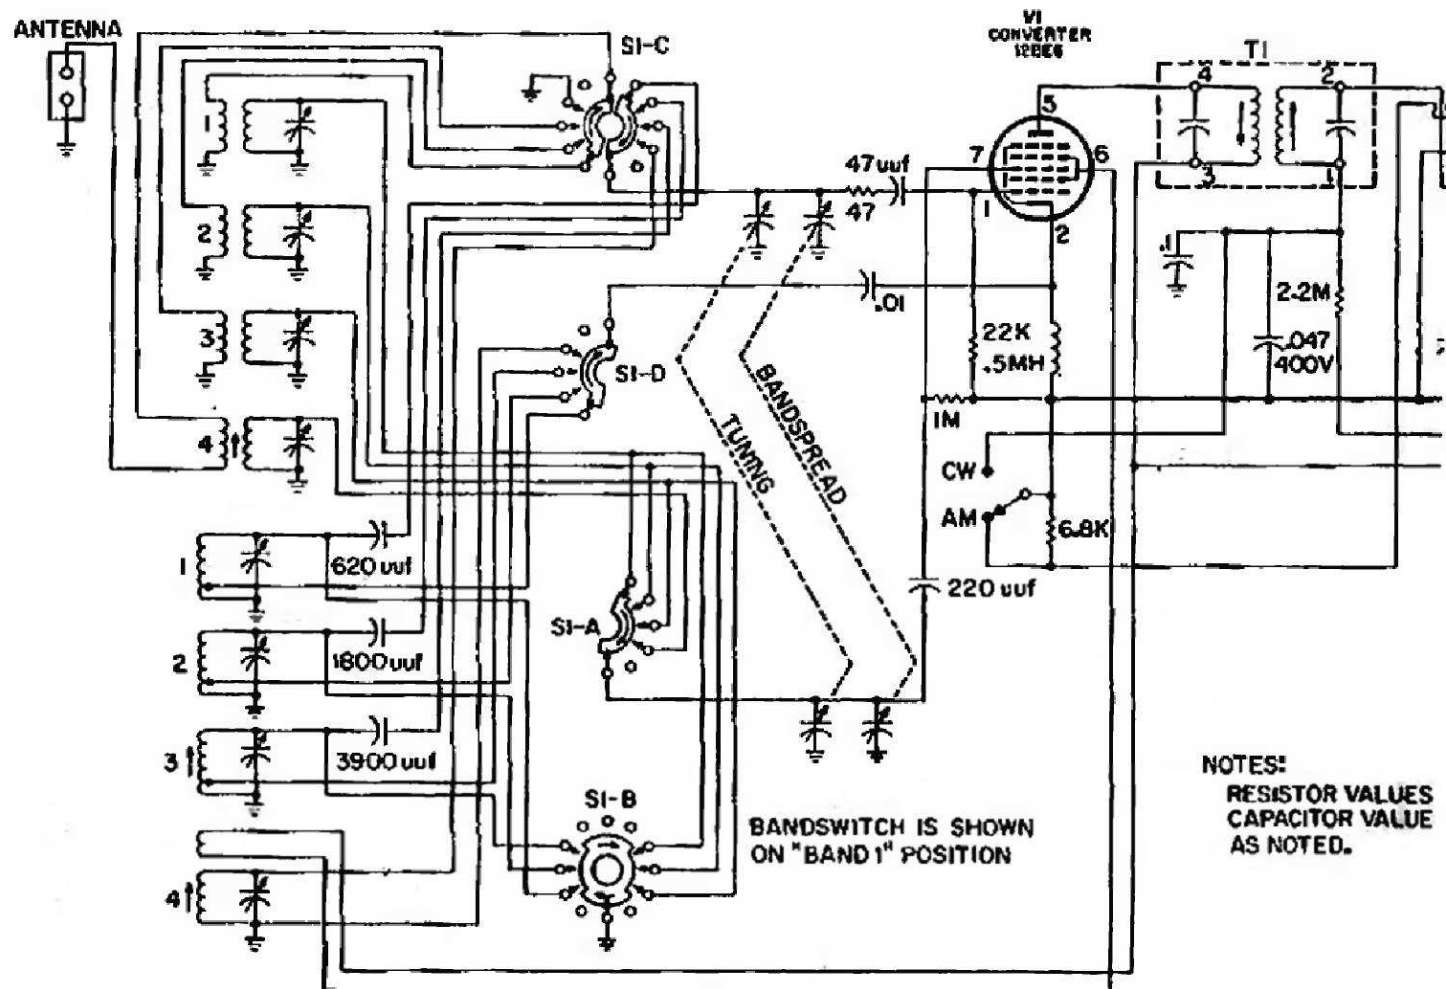 ANTENNA
S1-C
V1
CONVERTER
12BE6
T1
4
2
5
7
6
3
1
1
47uuf
47
1
2
2
.1
2.2M
.01
3
S1-D
22K
.5MH
.047
400V
1M
4
TUNING
BANDSPREAD
CW
AM
6.8K
1
620 uuf
220 uuf
S1-A
2
1800 uuf
3
3900 uuf
S1-B
BANDSWITCH IS SHOWN
ON "BAND 1" POSITION
4
NOTES:
RESISTOR VALUES
CAPACITOR VALUE
AS NOTED.